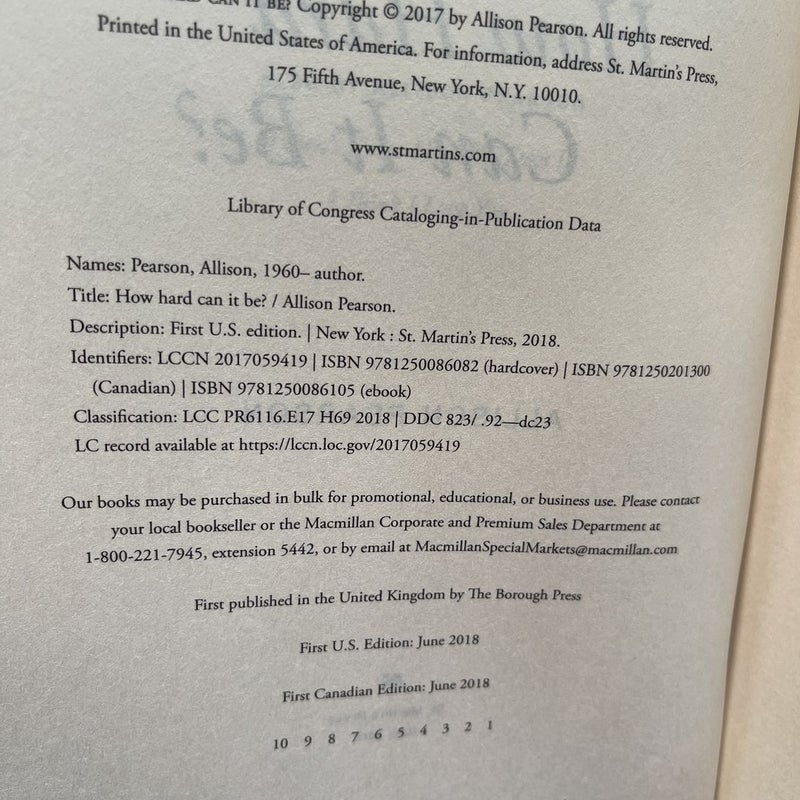 CAN IT BE? Copyright © 2017 by Allison Pearson. All rights reserved.
Printed in the United States of America. For information, address St. Martin's Press,
175 Fifth Avenue, New York, N.Y. 10010.
www.stmartins.com
Library of Congress Cataloging-in-Publication Data
Names: Pearson, Allison, 1960– author.
Title: How hard can it be? / Allison Pearson.
Description: First U.S. edition. | New York : St. Martin's Press, 2018.
Identifiers: LCCN 2017059419 | ISBN 9781250086082 (hardcover) | ISBN 9781250201300
(Canadian) | ISBN 9781250086105 (ebook)
Classification: LCC PR6116.E17 H69 2018 | DDC 823/ .92—dc23
LC record available at https://lccn.loc.gov/2017059419
Our books may be purchased in bulk for promotional, educational, or business use. Please contact
your local bookseller or the Macmillan Corporate and Premium Sales Department at
1-800-221-7945, extension 5442, or by email at MacmillanSpecialMarkets@macmillan.com
First published in the United Kingdom by The Borough Press
First U.S. Edition: June 2018
First Canadian Edition: June 2018
10 9 8 7 6 5 4 3 2 1